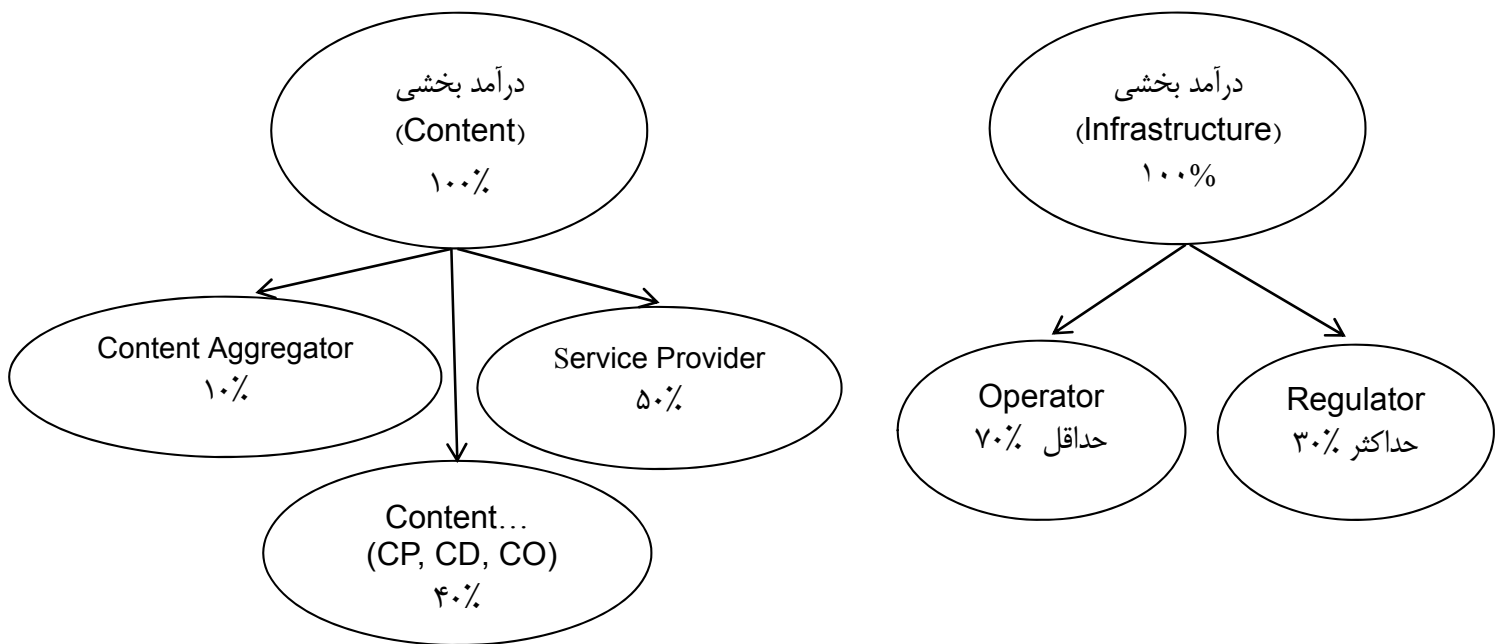 درآمد بخشی
(Content)
۱۰۰٪
Content Aggregator
۱۰٪
Service Provider
۵۰٪
Content...
(CP, CD, CO)
۴۰٪
درآمد بخشی
(Infrastructure)
۱۰۰%
Operator
حداقل ۷۰٪
Regulator
حداکثر ۳۰٪